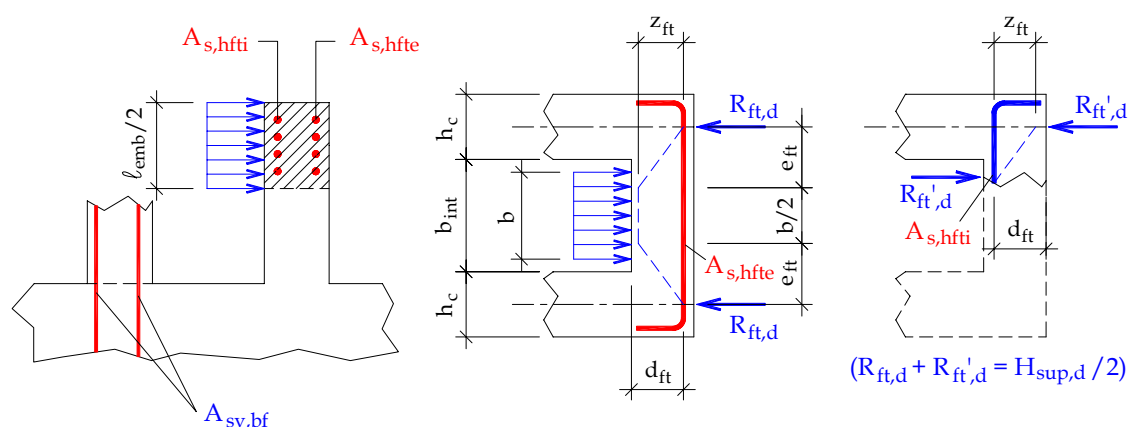 A_s,hfti
A_s,hfte
ℓ_emb/2
A_sv,bf
z_ft
h_c
R_ft,d
e_ft
b_int
b
b/2
A_s,hfte
e_ft
h_c
R_ft,d
d_ft
z_ft
R_ft',d
R_ft',d
A_s,hfti
d_ft
(R_ft,d + R_ft',d = H_sup,d /2)